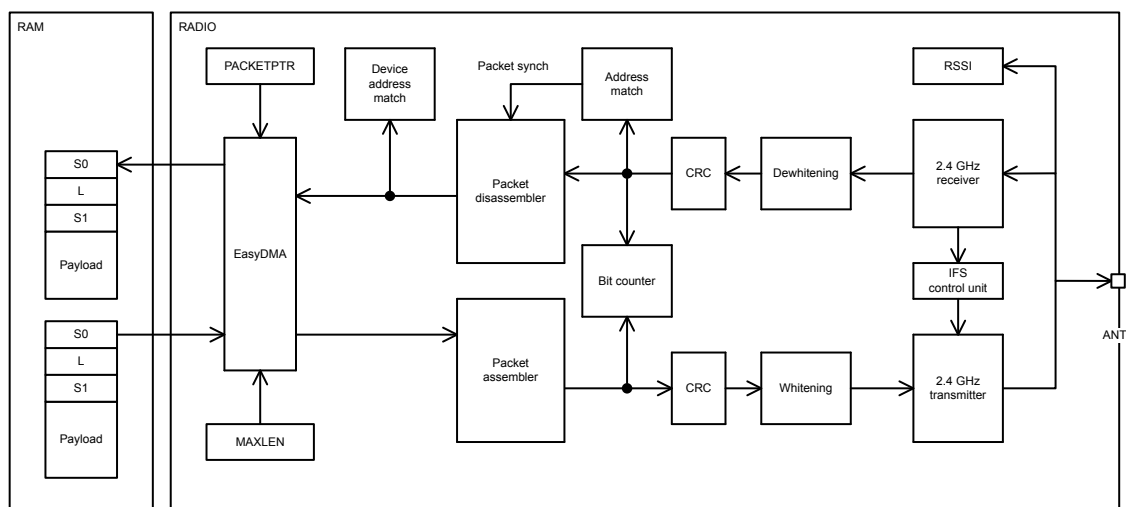 RAM
RADIO
PACKETPTR
Device
address
match
Packet synch
Address
match
RSSI
S0
L
S1
Payload
EasyDMA
Packet
disassembler
CRC
Dewhitening
2.4 GHz
receiver
Bit counter
IFS
control unit
ANT
S0
L
S1
Payload
Packet
assembler
CRC
Whitening
2.4 GHz
transmitter
MAXLEN